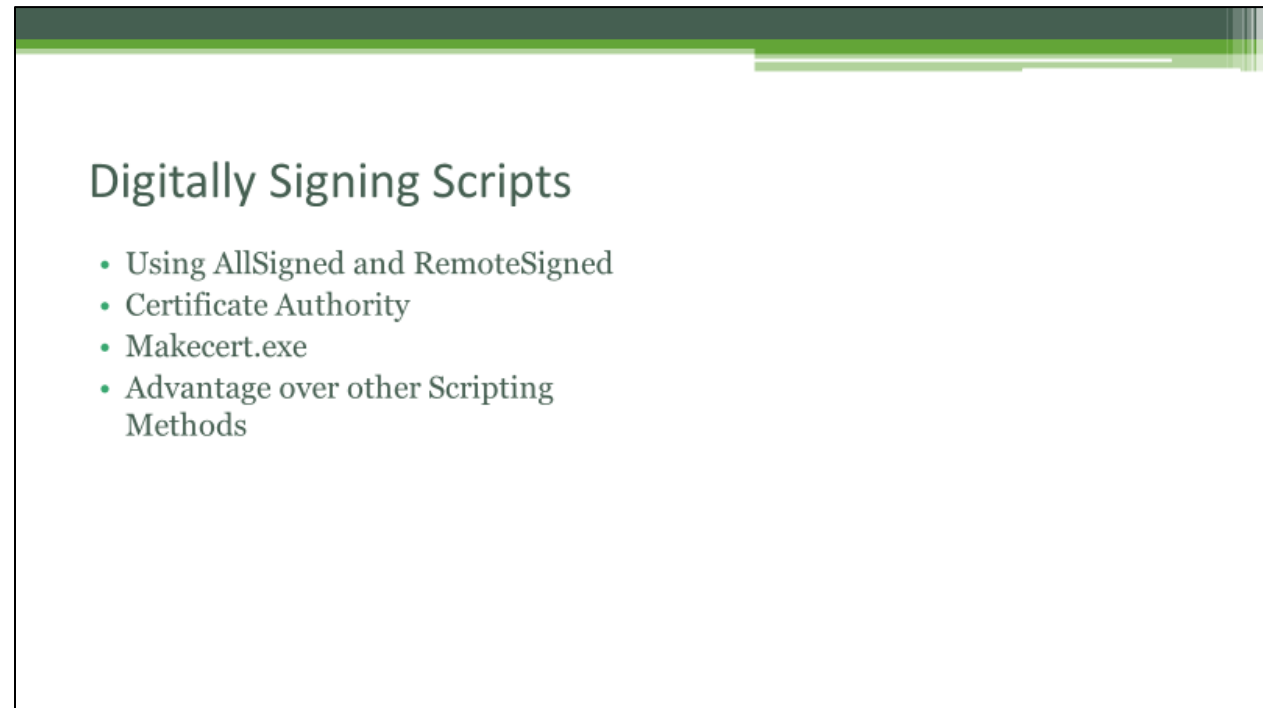 Digitally Signing Scripts
• Using AllSigned and RemoteSigned
• Certificate Authority
• Makecert.exe
• Advantage over other Scripting
Methods